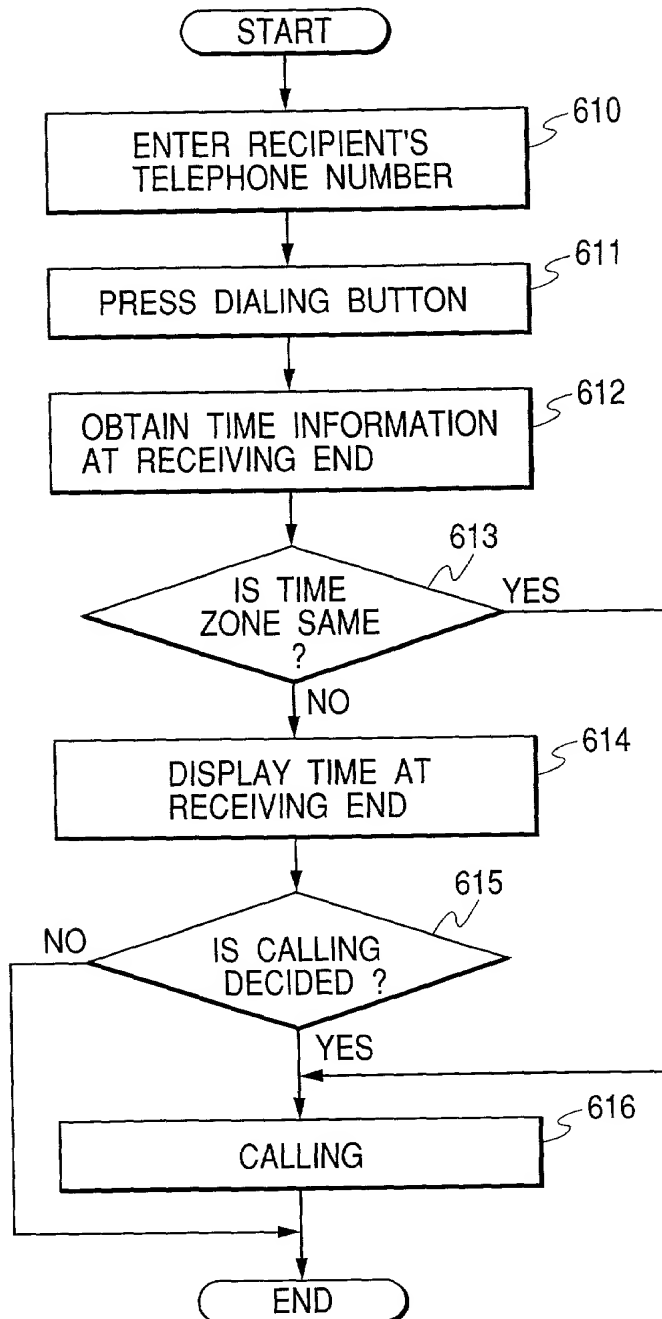 START
610
ENTER RECIPIENT'S
TELEPHONE NUMBER
611
PRESS DIALING BUTTON
612
OBTAIN TIME INFORMATION
AT RECEIVING END
613
IS TIME
ZONE SAME
?
YES
NO
614
DISPLAY TIME AT
RECEIVING END
615
NO
IS CALLING
DECIDED ?
YES
616
CALLING
END